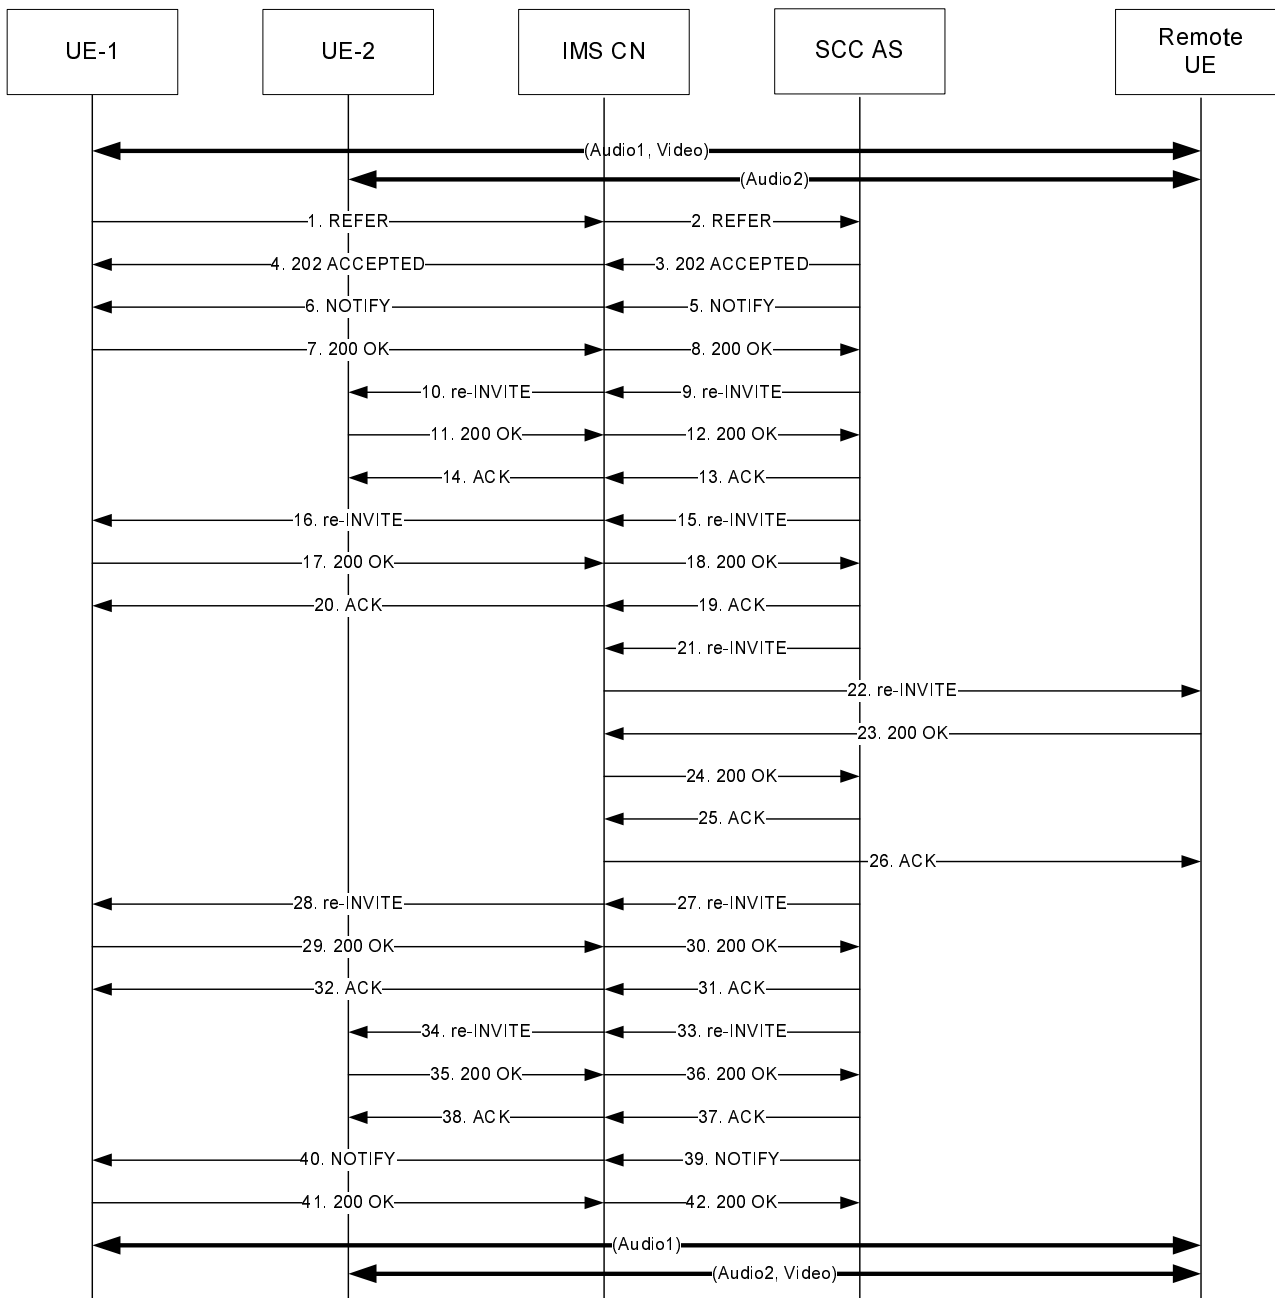 UE-1
UE-2
IMS CN
SCC AS
Remote
UE
(Audio1, Video)
(Audio2)
1. REFER
2. REFER
4. 202 ACCEPTED
3. 202 ACCEPTED
6. NOTIFY
5. NOTIFY
7. 200 OK
8. 200 OK
10. re-INVITE
9. re-INVITE
11. 200 OK
12. 200 OK
14. ACK
13. ACK
16. re-INVITE
15. re-INVITE
17. 200 OK
18. 200 OK
20. ACK
19. ACK
21. re-INVITE
22. re-INVITE
23. 200 OK
24. 200 OK
25. ACK
26. ACK
28. re-INVITE
27. re-INVITE
29. 200 OK
30. 200 OK
32. ACK
31. ACK
34. re-INVITE
33. re-INVITE
35. 200 OK
36. 200 OK
38. ACK
37. ACK
40. NOTIFY
39. NOTIFY
41. 200 OK
42. 200 OK
(Audio1)
(Audio2, Video)